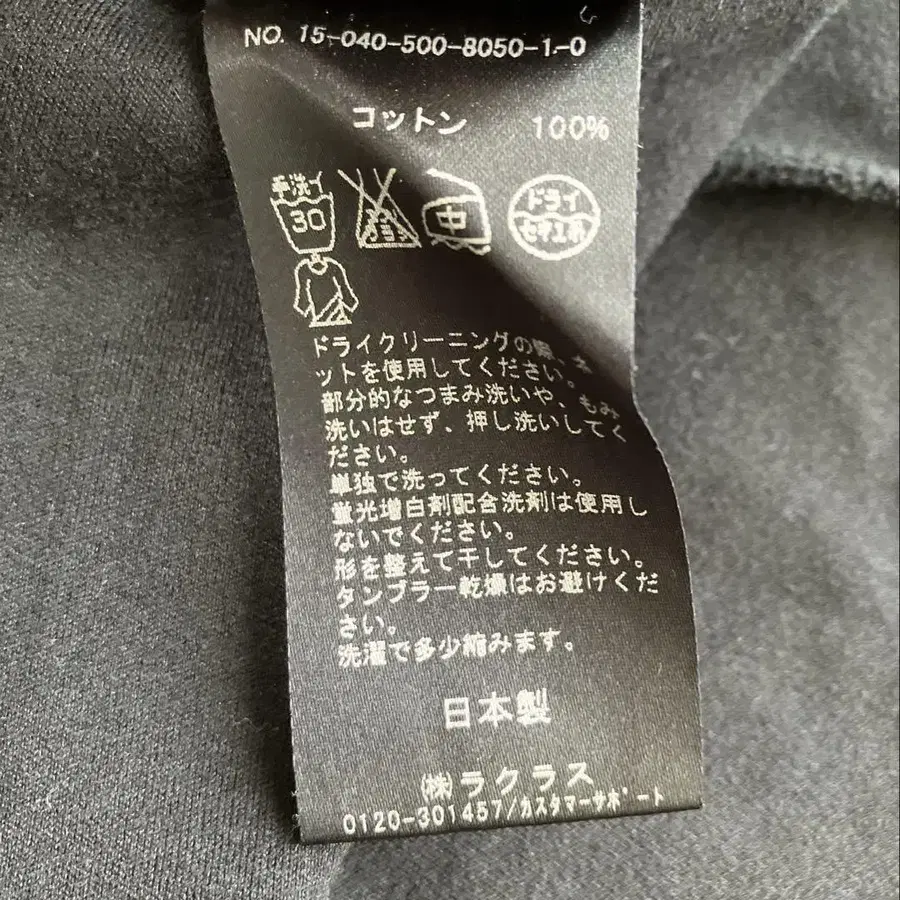 NO. 15-040-500-8050-1-0
コットン 100%
手洗イ
30
中
ドライ
セキユ系
ドライクリーニングの際、ネ
ットを使用してください。
部分的なつまみ洗いや、もみ
洗いはせず、押し洗いしてく
ださい。
単独で洗ってください。
蛍光増白剤配合洗剤は使用し
ないでください。
形を整えて干してください。
タンブラー乾燥はお避けくだ
さい。
洗濯で多少縮みます。
日本製
(株)ラクラス
0120-301457/カスタマーサポート